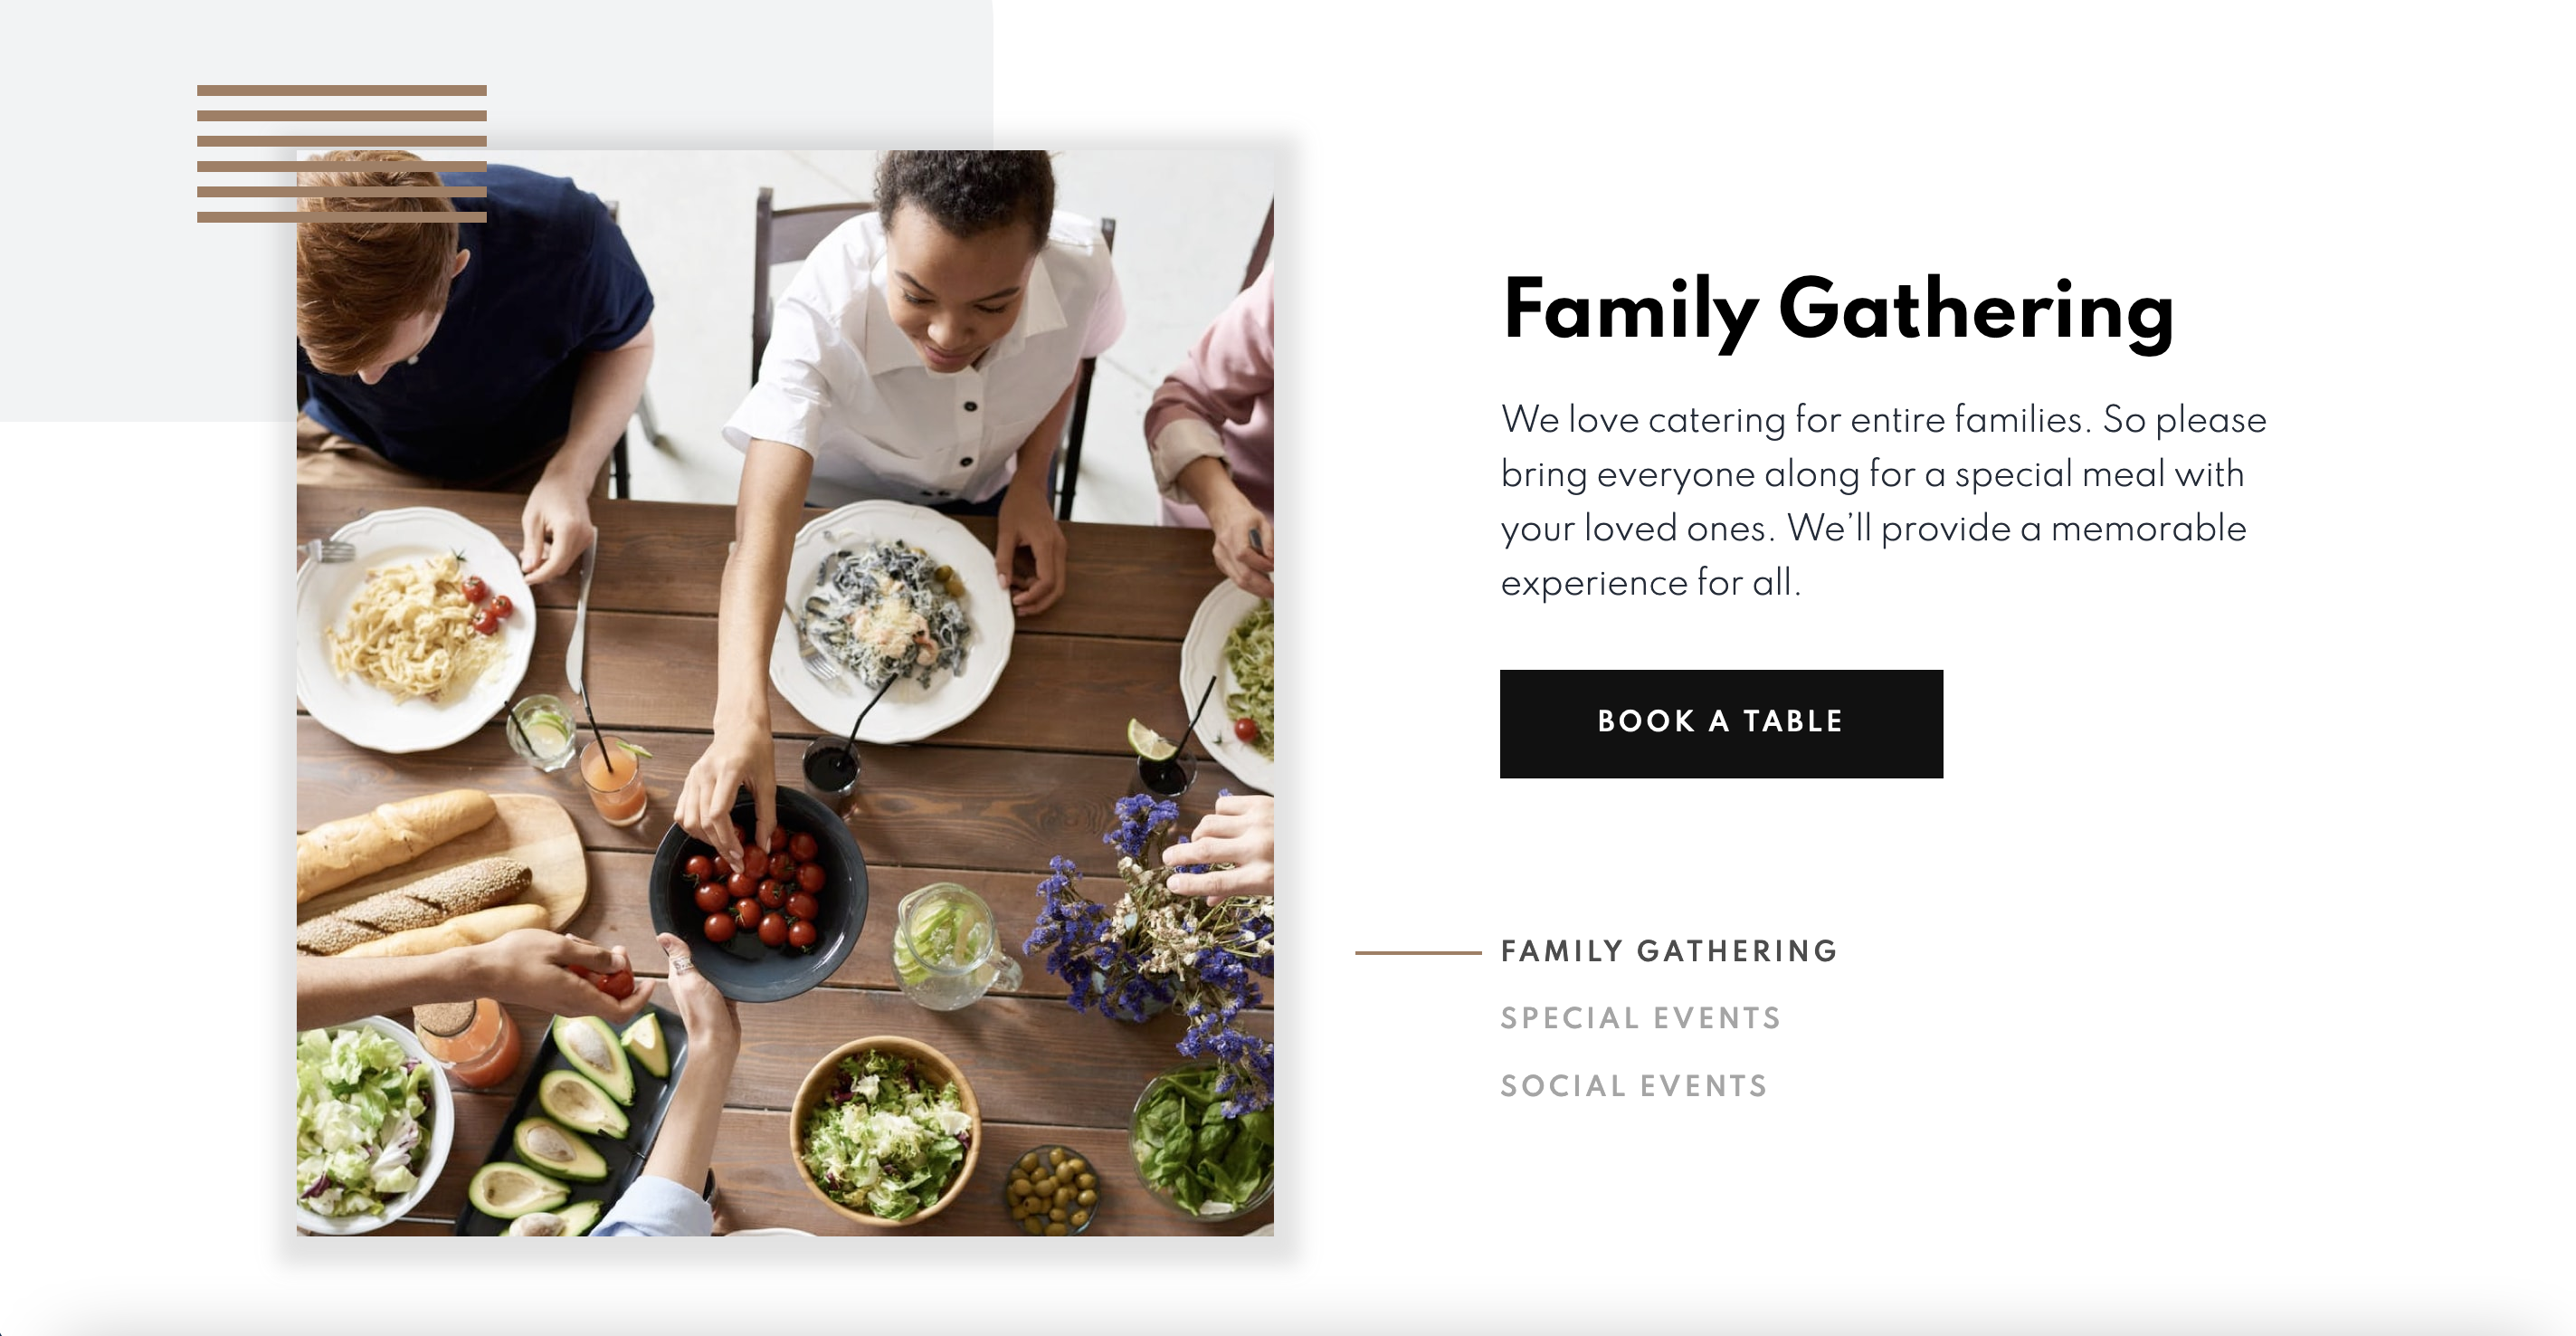 Family Gathering
We love catering for entire families. So please
bring everyone along for a special meal with
your loved ones. We’ll provide a memorable
experience for all.
BOOK A TABLE
FAMILY GATHERING
SPECIAL EVENTS
SOCIAL EVENTS